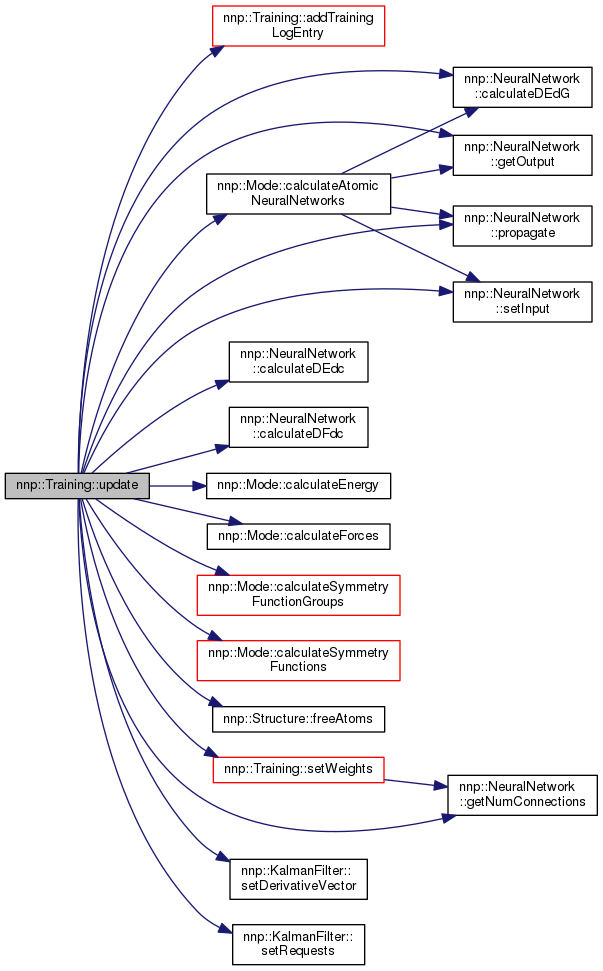 nnp::Training::addTraining
LogEntry
nnp::NeuralNetwork
::calculateDEdG
nnp::NeuralNetwork
::getOutput
nnp::Mode::calculateAtomic
NeuralNetworks
nnp::NeuralNetwork
::propagate
nnp::NeuralNetwork
::setInput
nnp::NeuralNetwork
::calculateDEdc
nnp::NeuralNetwork
::calculateDFdc
nnp::Training::update
nnp::Mode::calculateEnergy
nnp::Mode::calculateForces
nnp::Mode::calculateSymmetry
FunctionGroups
nnp::Mode::calculateSymmetry
Functions
nnp::Structure::freeAtoms
nnp::Training::setWeights
nnp::NeuralNetwork
::getNumConnections
nnp::KalmanFilter::
setDerivativeVector
nnp::KalmanFilter::
setRequests